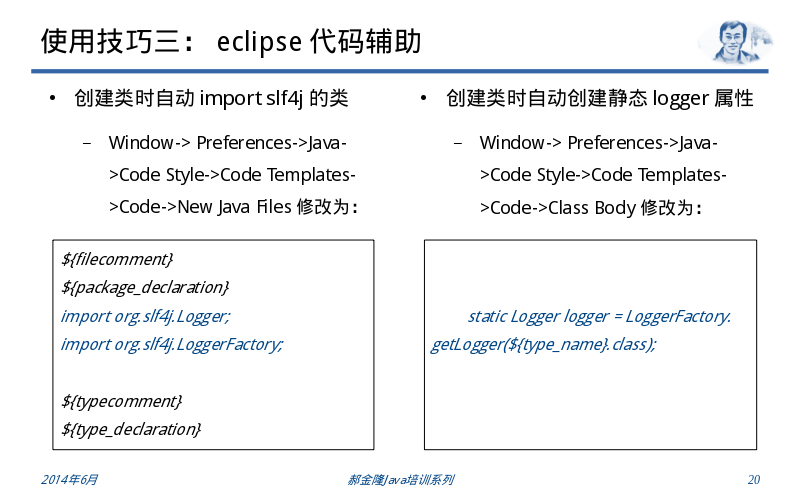 使用技巧三： eclipse 代码辅助
• 创建类时自动 import slf4j 的类
– Window-> Preferences->Java-
>Code Style->Code Templates-
>Code->New Java Files 修改为：
${filecomment}
${package_declaration}
import org.slf4j.Logger;
import org.slf4j.LoggerFactory;
${typecomment}
${type_declaration}
• 创建类时自动创建静态 logger 属性
– Window-> Preferences->Java-
>Code Style->Code Templates-
>Code->Class Body 修改为：
static Logger logger = LoggerFactory.
getLogger(${type_name}.class);
2014年6月
郝金隆Java培训系列
20